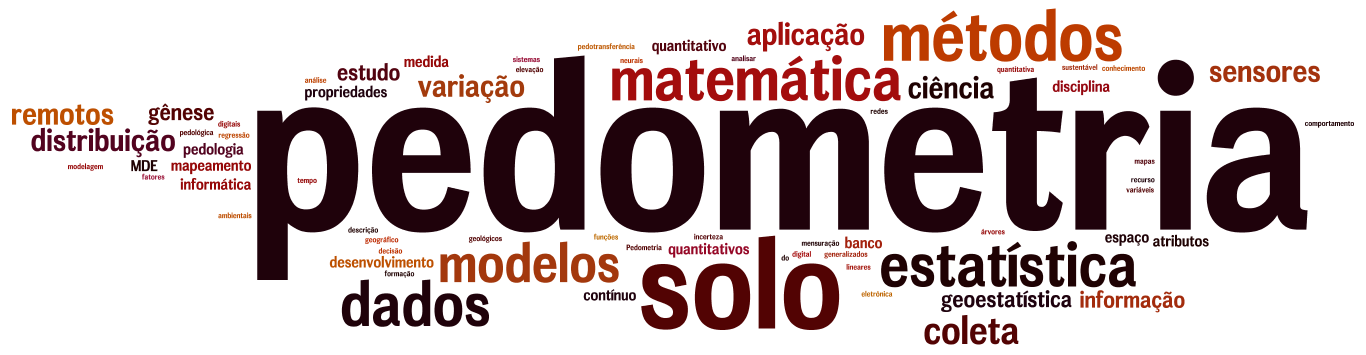 métodos
aplicação
pedotransferência
quantitativo
sistemas
neurais
analisar
matemática
medida
elevação
estudo
análise
propriedades
variação
ciência
quantitativa
sustentável
conhecimento
disciplina
sensores
remotos
gênese
digitais
distribuição
pedológica
regressão
pedologia
redes
comportamento
pedometria
modelagem
MDE
mapeamento
fatores
informática
tempo
mapas
recurso
variáveis
ambientais
descrição
geográfico
geológicos
funções
incerteza
Pedometria
quantitativos
mensuração
banco
árvores
espaço
atributos
decisão
desenvolvimento
formação
modelos
solo
do
digital
generalizados
lineares
estatística
dados
contínuo
eletrônica
geoestatística
informação
coleta